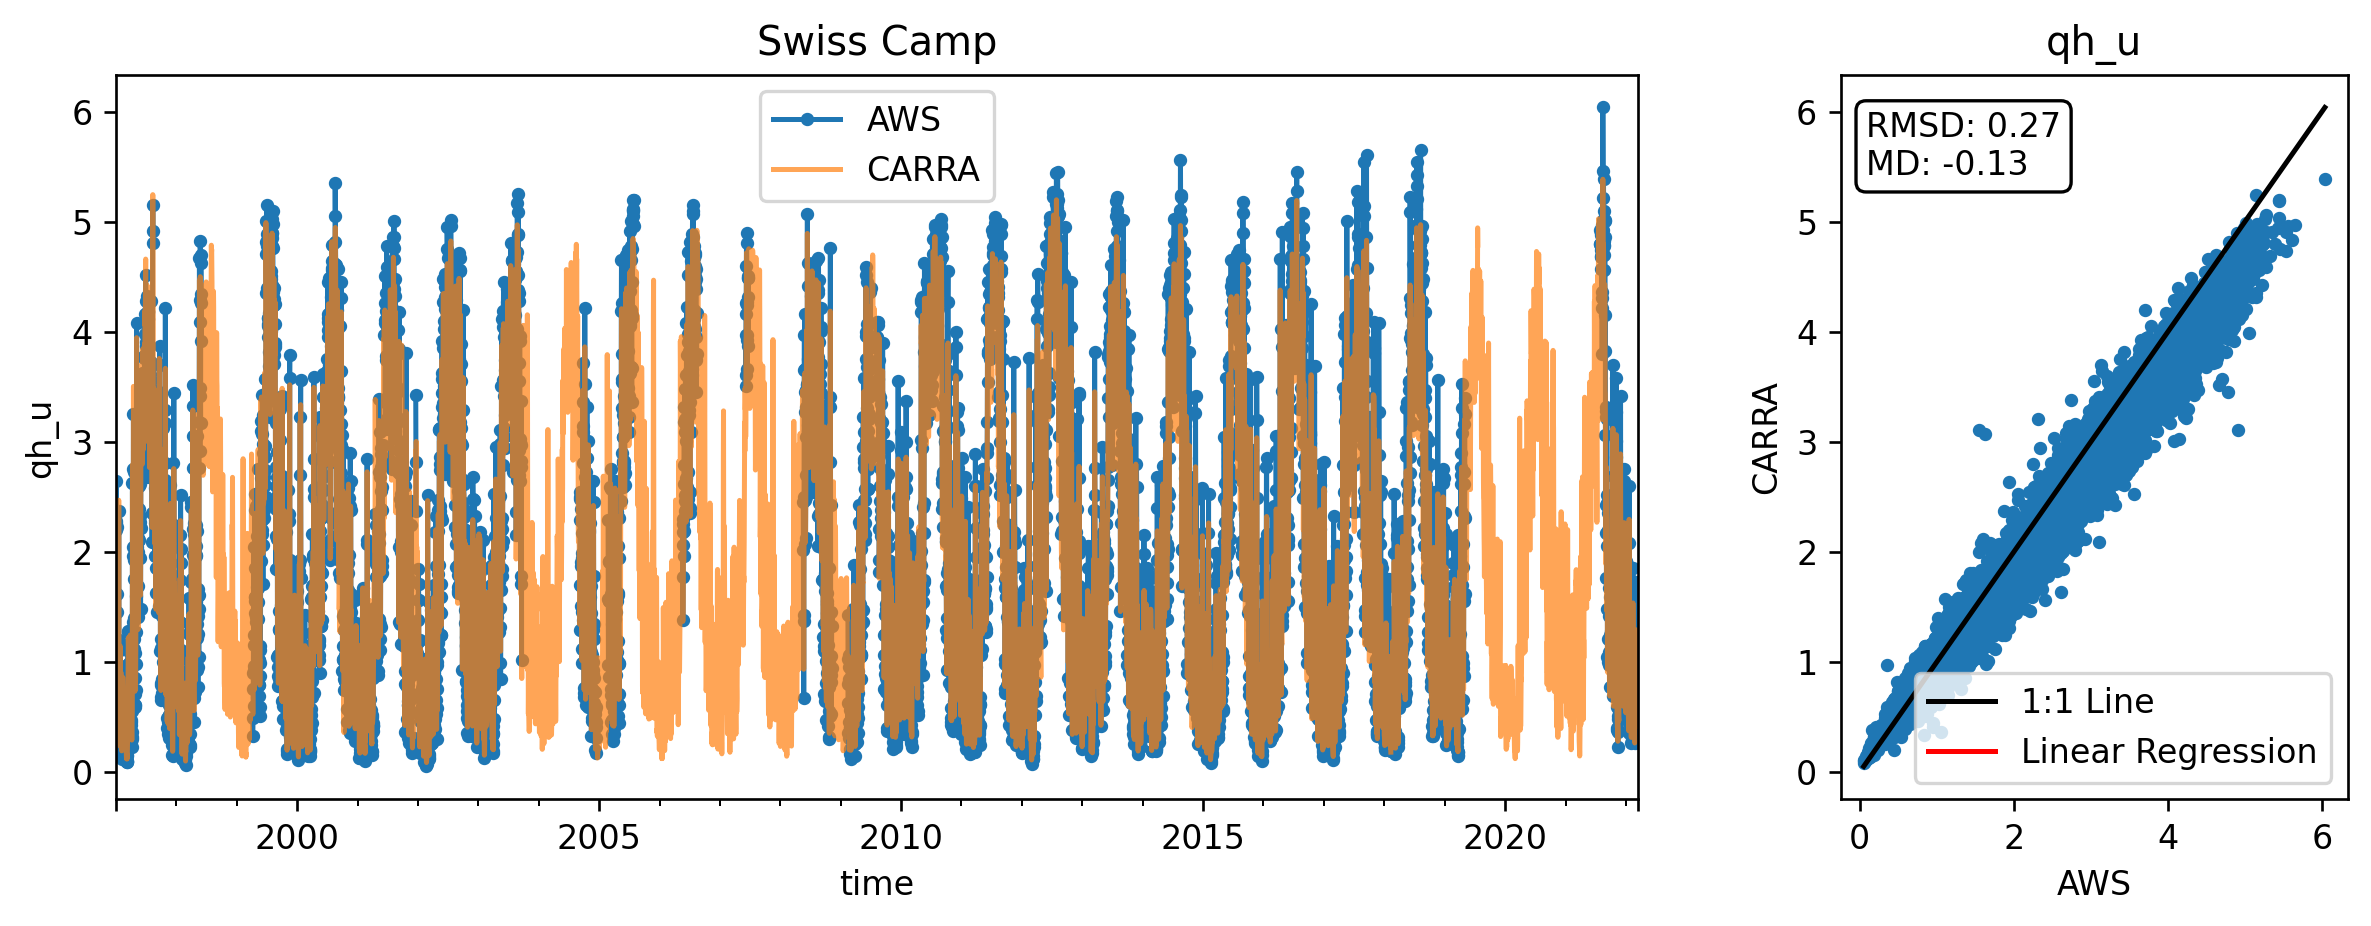 Swiss Camp
qh_u
6
5
4
3
2
1
0
AWS
CARRA
2000
2005
2010
2015
2020
time
qh_u
CARRA
6
5
4
3
2
1
0
RMSD: 0.27
MD: -0.13
1:1 Line
Linear Regression
0
2
4
6
AWS